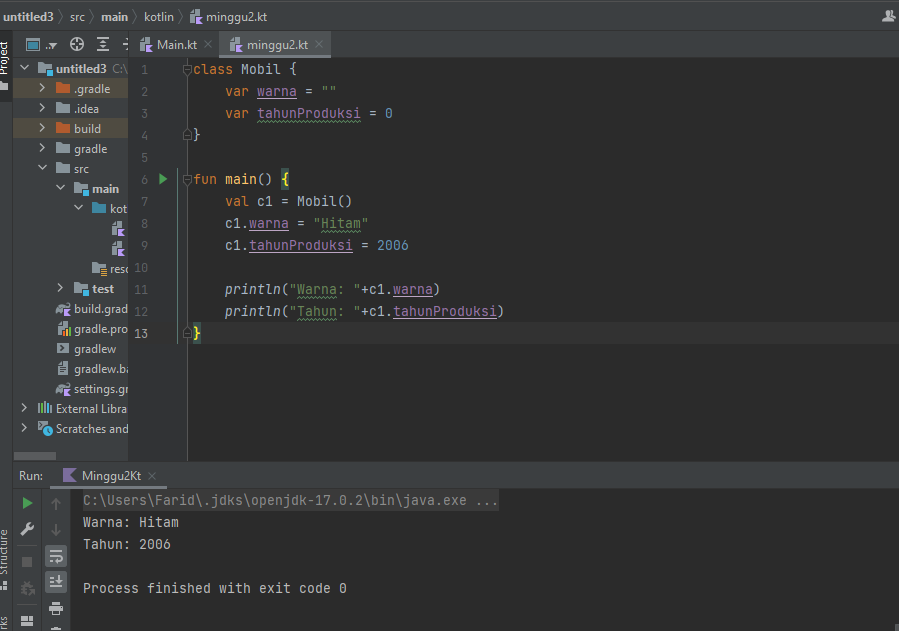 untitled3 〉 src 〉 main 〉 kotlin 〉 minggu2.kt
Project
Main.kt
minggu2.kt
untitled3 C:\
.gradle
.idea
build
gradle
src
main
kot
reso
test
build.grad
gradle.pro
gradlew
gradlew.ba
settings.gr
External Libra
Scratches and
1 class Mobil {
2 var warna = ""
3 var tahunProduksi = 0
4 }
5
6 fun main() {
7 val c1 = Mobil()
8 c1.warna = "Hitam"
9 c1.tahunProduksi = 2006
10
11 println("Warna: "+c1.warna)
12 println("Tahun: "+c1.tahunProduksi)
13 }
Run: Minggu2Kt
C:\Users\Farid\.jdks\openjdk-17.0.2\bin\java.exe ...
Warna: Hitam
Tahun: 2006
Process finished with exit code 0
Structure
rks